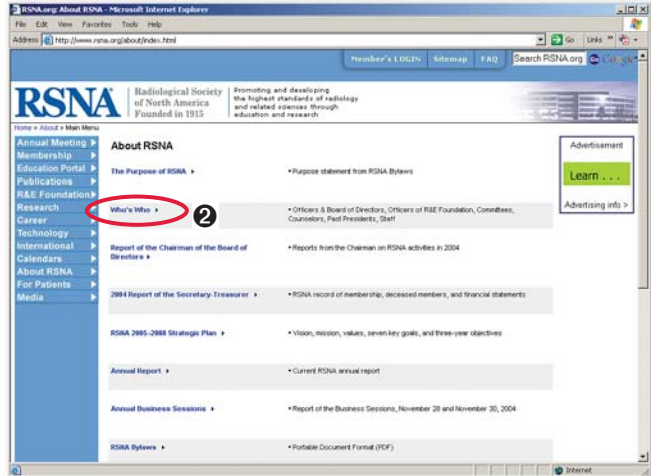 RSNA.org: About RSNA - Microsoft Internet Explorer
File Edit View Favorites Tools Help
Address http://www.rsna.org/about/index.html Go Links »
Member's LOGIN Sitemap FAQ Search RSNA.org Go
RSNA
Radiological Society
of North America
Founded in 1915
Promoting and developing
the highest standards of radiology
and related sciences through
education and research
Home > About > Main Menu
Annual Meeting
Membership
Education Portal
Publications
R&E Foundation
Research
Career
Technology
International
Calendars
About RSNA
For Patients
Media
About RSNA
The Purpose of RSNA
• Purpose statement from RSNA Bylaws
Who's Who
2
• Officers & Board of Directors, Officers of R&E Foundation, Committees,
Counselors, Past Presidents, Staff
Report of the Chairman of the Board of
Directors
• Reports from the Chairman on RSNA activities in 2004
2004 Report of the Secretary-Treasurer
• RSNA record of membership, deceased members, and financial statements
RSNA 2005-2008 Strategic Plan
• Vision, mission, values, seven key goals, and three-year objectives
Annual Report
• Current RSNA annual report
Annual Business Sessions
• Report of the Business Sessions, November 28 and November 30, 2004
RSNA Bylaws
• Portable Document Format (PDF)
Advertisement
Learn . . .
Advertising info >
Internet